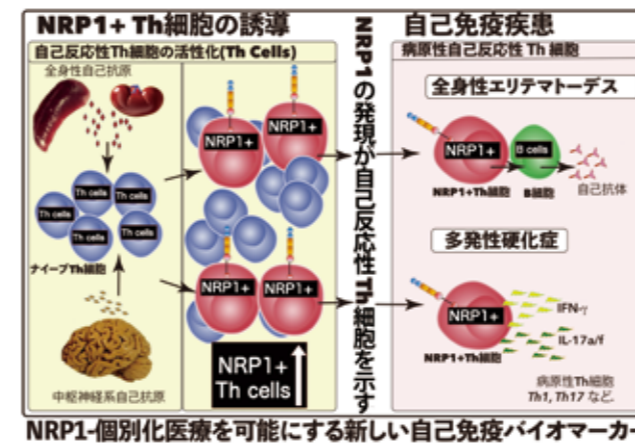 NRP1+ Th細胞の誘導
自己反応性Th細胞の活性化(Th Cells)
全身性自己抗原
Th cells
Th cells
Th cells
Th cells
Th cells
ナイーブTh細胞
中枢神経系自己抗原
NRP1+
NRP1+
NRP1+
NRP1+
NRP1+
Th cells
NRP1の発現が自己反応性Th細胞を示す
自己免疫疾患
病原性自己反応性 Th 細胞
全身性エリテマトーデス
NRP1+
B cells
NRP1+Th細胞
B細胞
自己抗体
多発性硬化症
NRP1+
IFN-γ
IL-17a/f
NRP1+Th細胞
病原性Th細胞
Th1, Th17 など.
NRP1-個別化医療を可能にする新しい自己免疫バイオマーカー